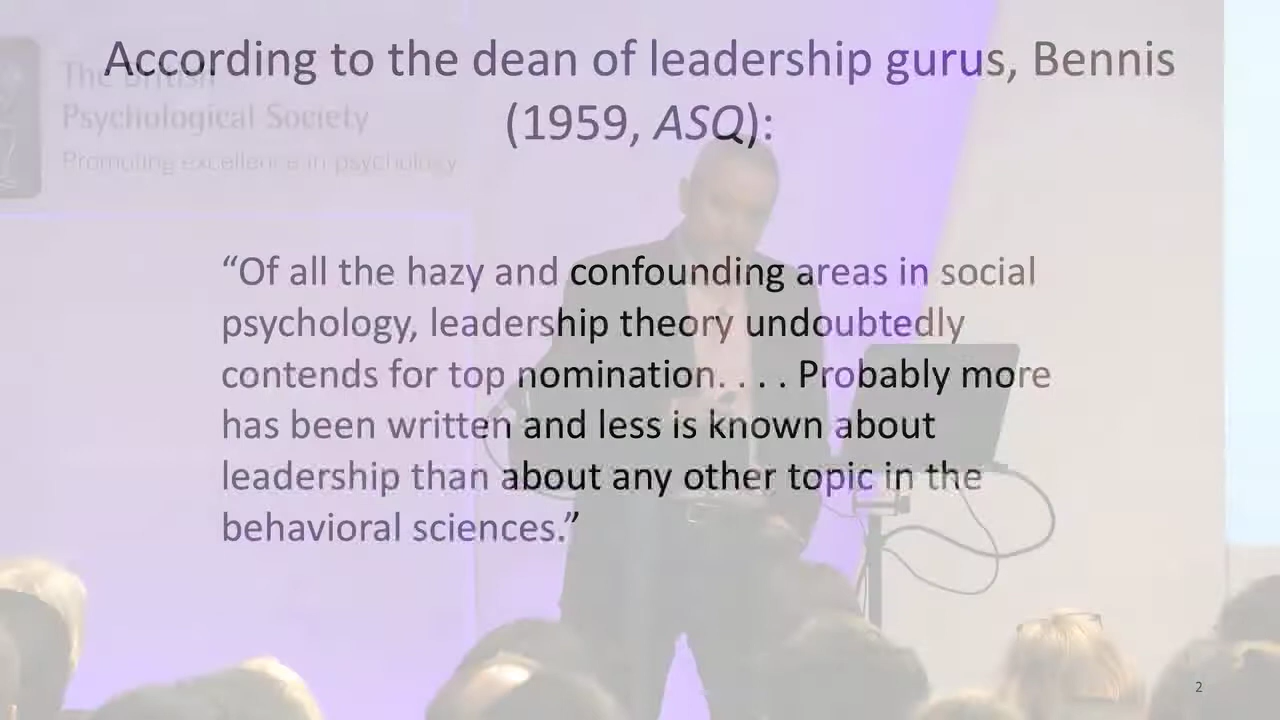 According to the dean of leadership gurus, Bennis
(1959, ASQ):
The British
Psychological Society
Promoting excellence in psychology
“Of all the hazy and confounding areas in social
psychology, leadership theory undoubtedly
contends for top nomination. . . . Probably more
has been written and less is known about
leadership than about any other topic in the
behavioral sciences.”
2